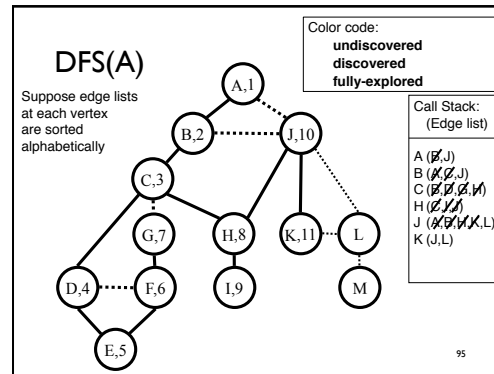 DFS(A)
Suppose edge lists
at each vertex
are sorted
alphabetically
Color code:
undiscovered
discovered
fully-explored
Call Stack:
(Edge list)
A (B,J)
B (A,C,J)
C (B,D,G,H)
H (C,I,J)
J (A,B,H,K,L)
K (J,L)
A,1
B,2
J,10
C,3
G,7
H,8
K,11
L
D,4
F,6
I,9
M
E,5
95